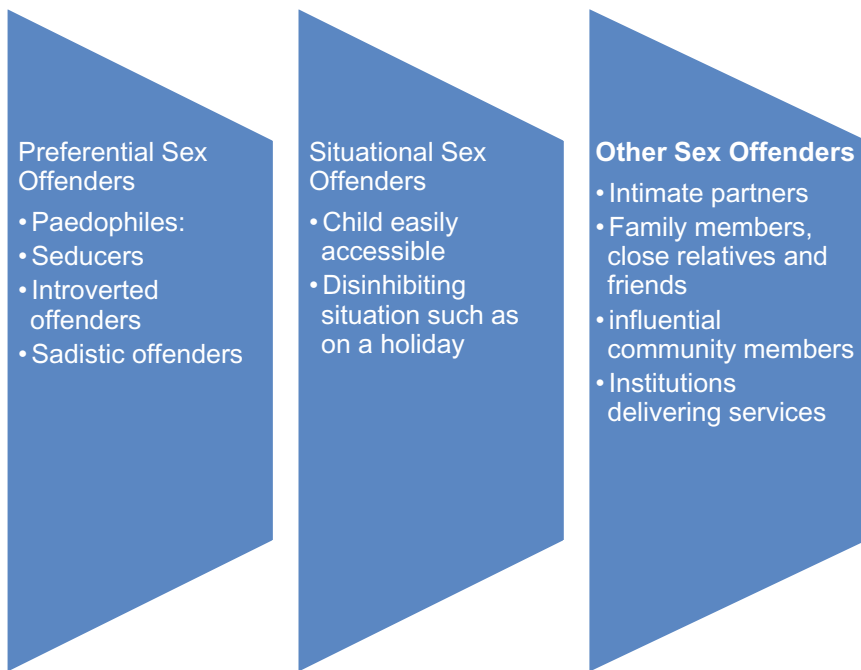 Preferential Sex
Offenders
• Paedophiles:
• Seducers
• Introverted
offenders
• Sadistic offenders
Situational Sex
Offenders
• Child easily
accessible
• Disinhibiting
situation such as
on a holiday
Other Sex Offenders
• Intimate partners
• Family members,
close relatives and
friends
• influential
community members
• Institutions
delivering services